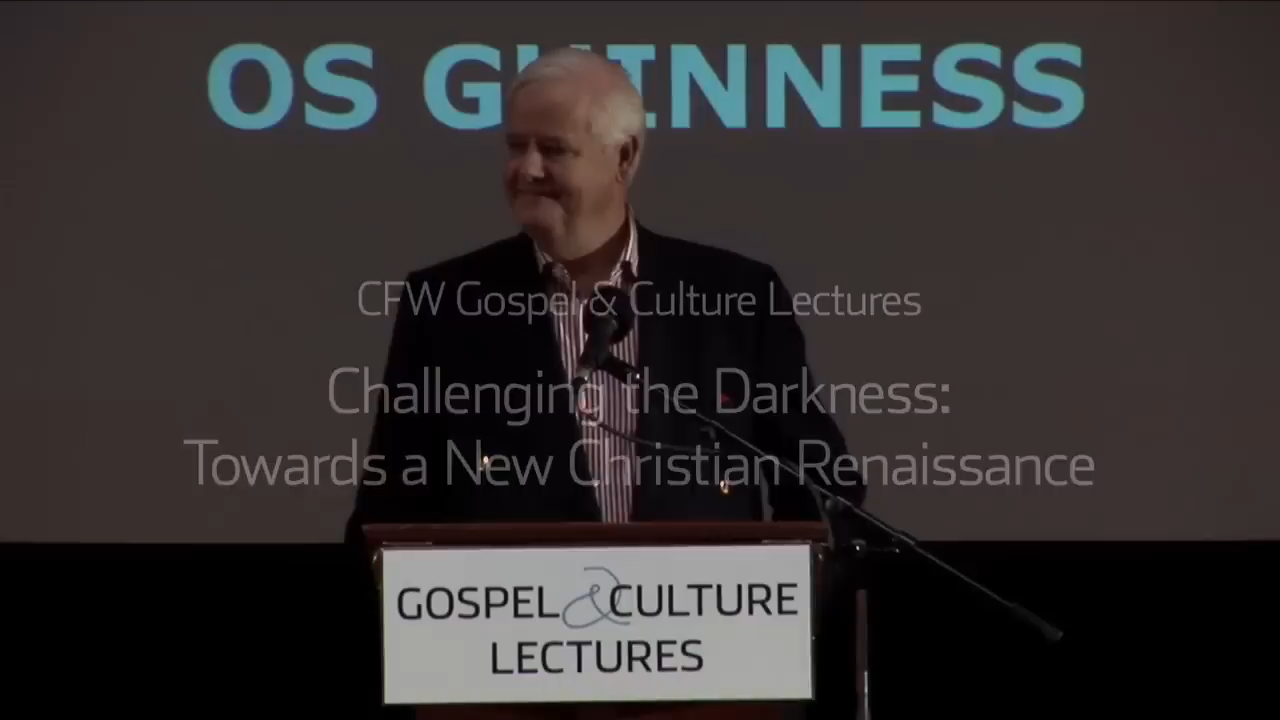 OS GUINNESS
CFW Gospel & Culture Lectures
Challenging the Darkness:
Towards a New Christian Renaissance
GOSPEL & CULTURE
LECTURES